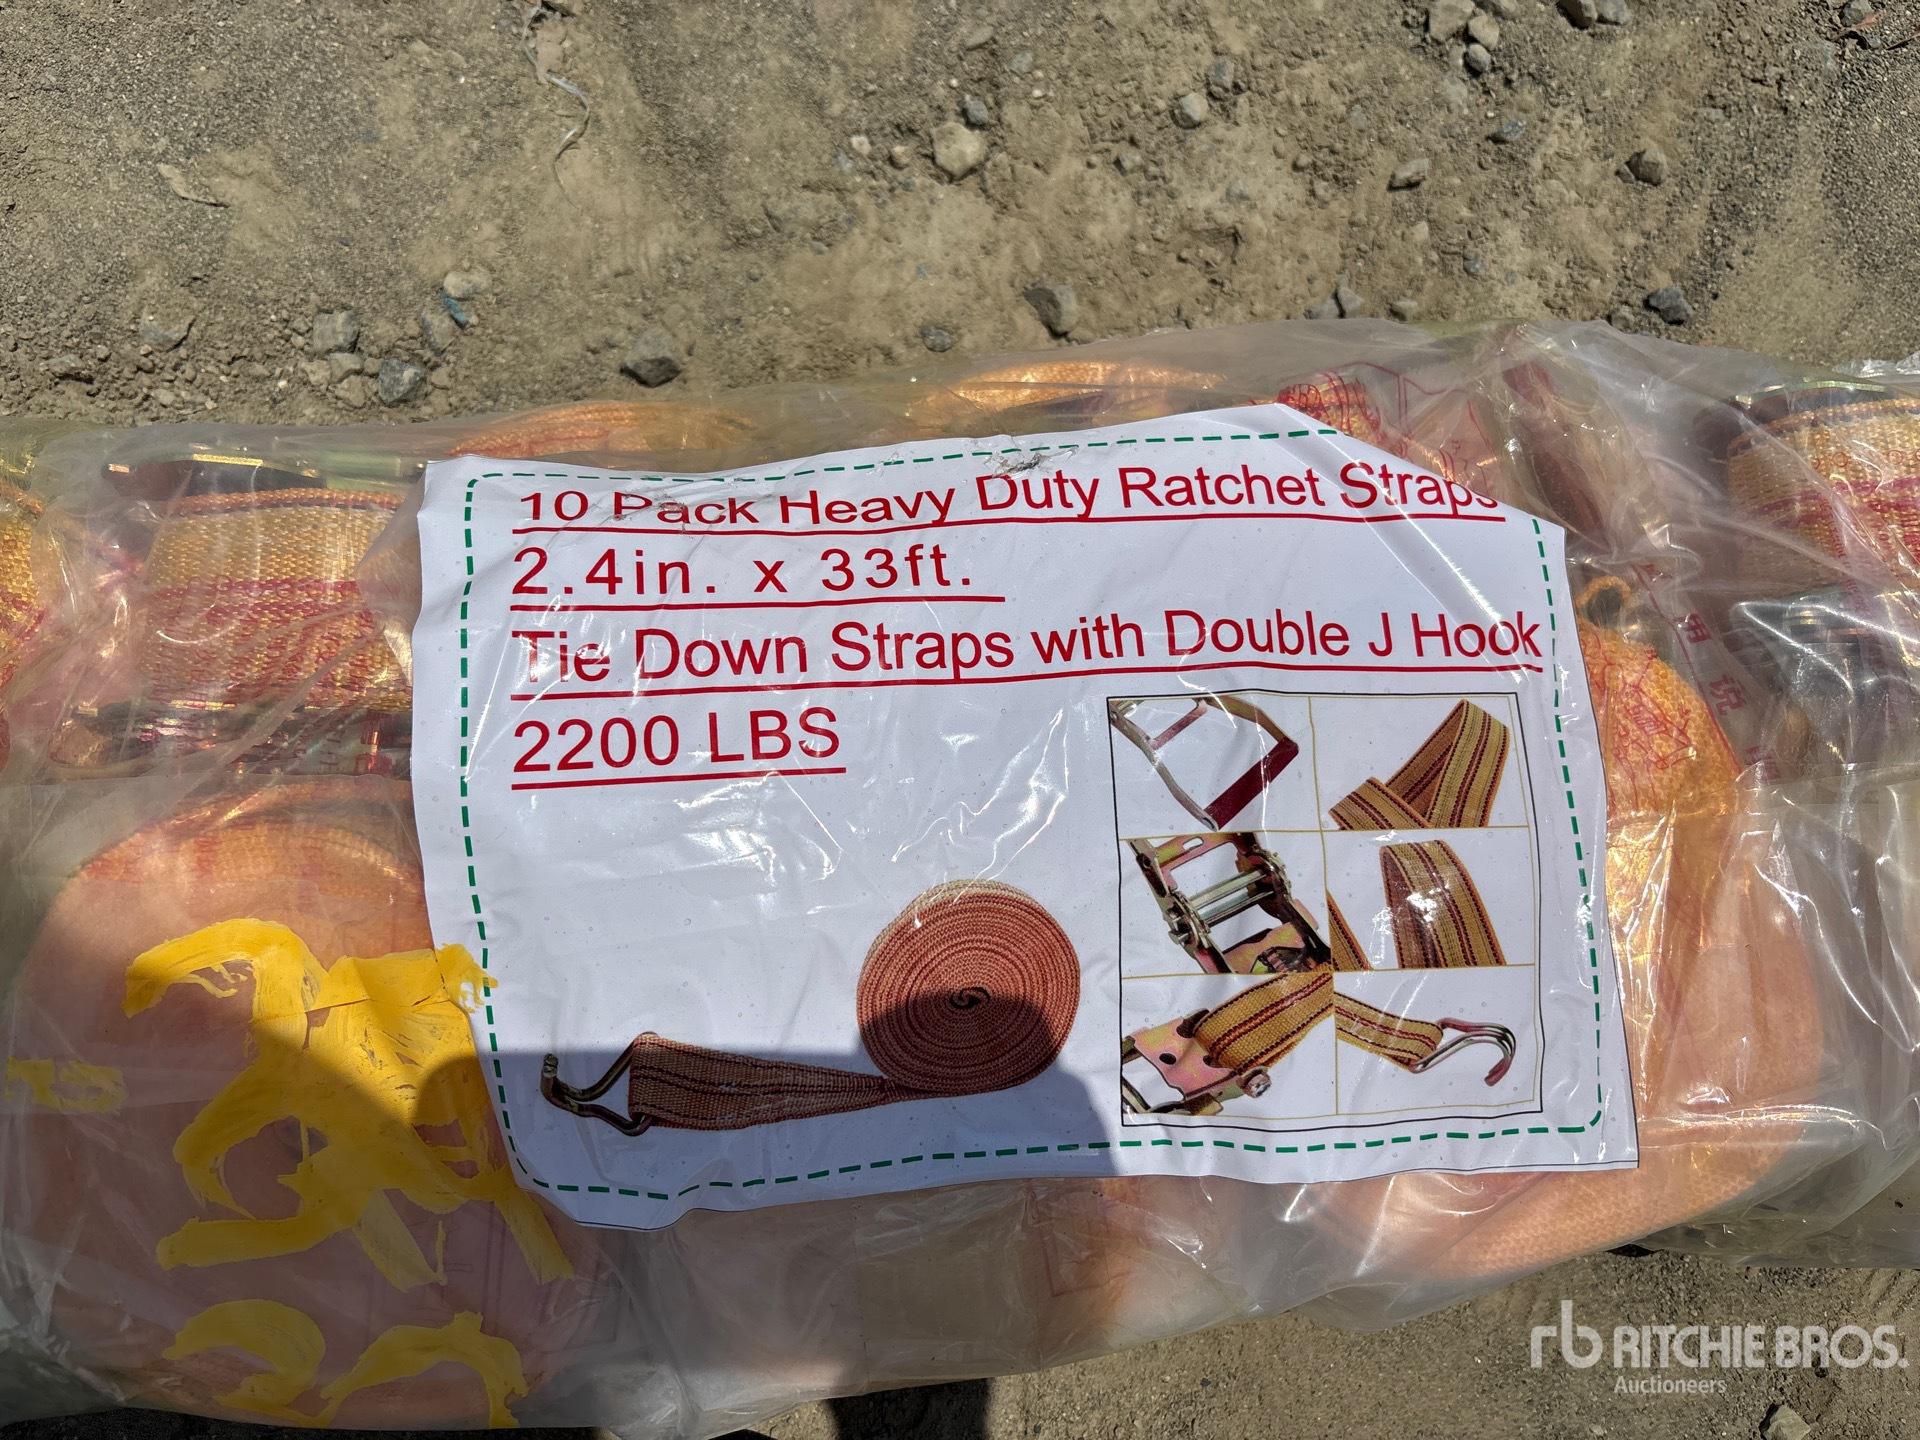 10 Pack Heavy Duty Ratchet Straps
2.4in. x 33ft.
Tie Down Straps with Double J Hook
2200 LBS
rb RITCHIE BROS.
Auctioneers